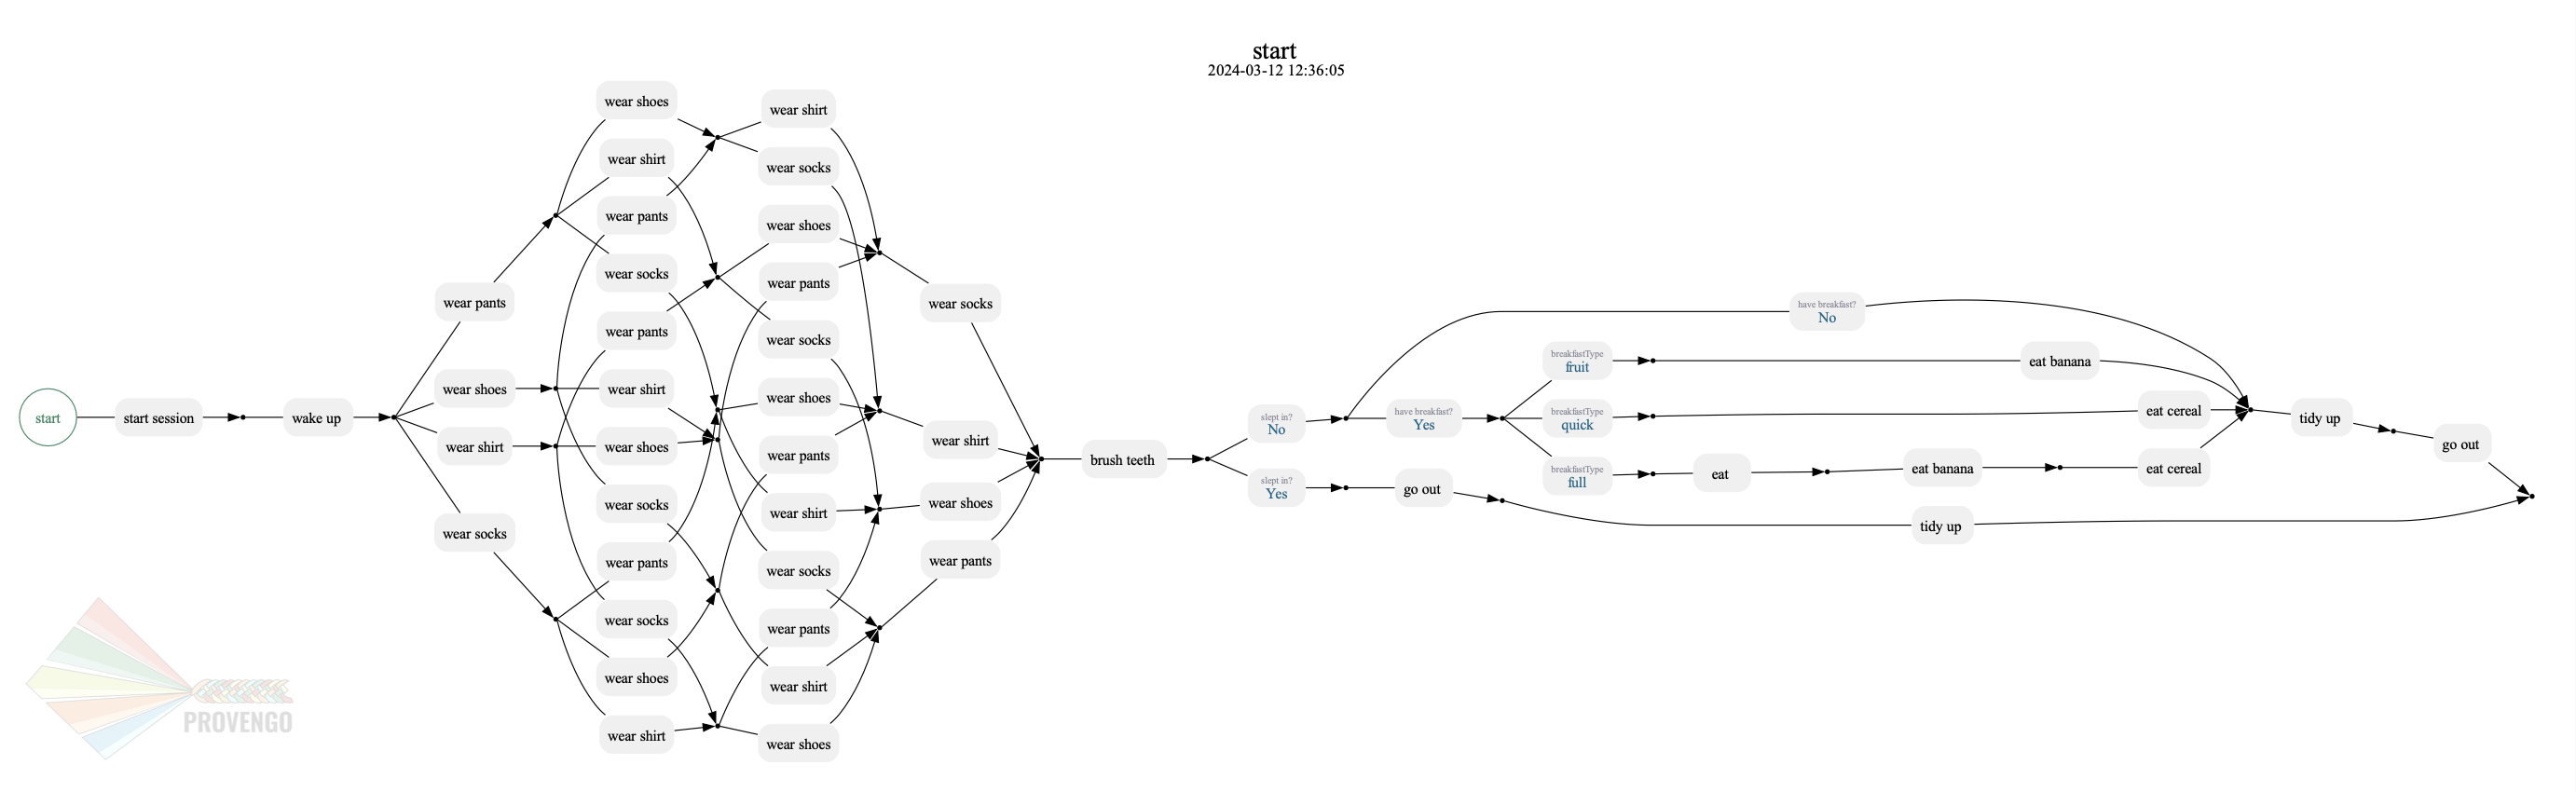 start
2024-03-12 12:36:05
start
start session
wake up
wear pants
wear shoes
wear shirt
wear socks
wear shoes
wear shirt
wear pants
wear socks
wear pants
wear shirt
wear shoes
wear socks
wear pants
wear socks
wear shoes
wear shirt
wear shirt
wear socks
wear shoes
wear pants
wear socks
wear shoes
wear pants
wear shirt
wear socks
wear pants
wear shirt
wear shoes
wear socks
wear shirt
wear shoes
wear pants
brush teeth
slept in?
No
slept in?
Yes
have breakfast?
Yes
go out
have breakfast?
No
breakfastType
fruit
breakfastType
quick
breakfastType
full
eat
eat banana
eat banana
eat cereal
eat cereal
tidy up
tidy up
go out
PROVENGO